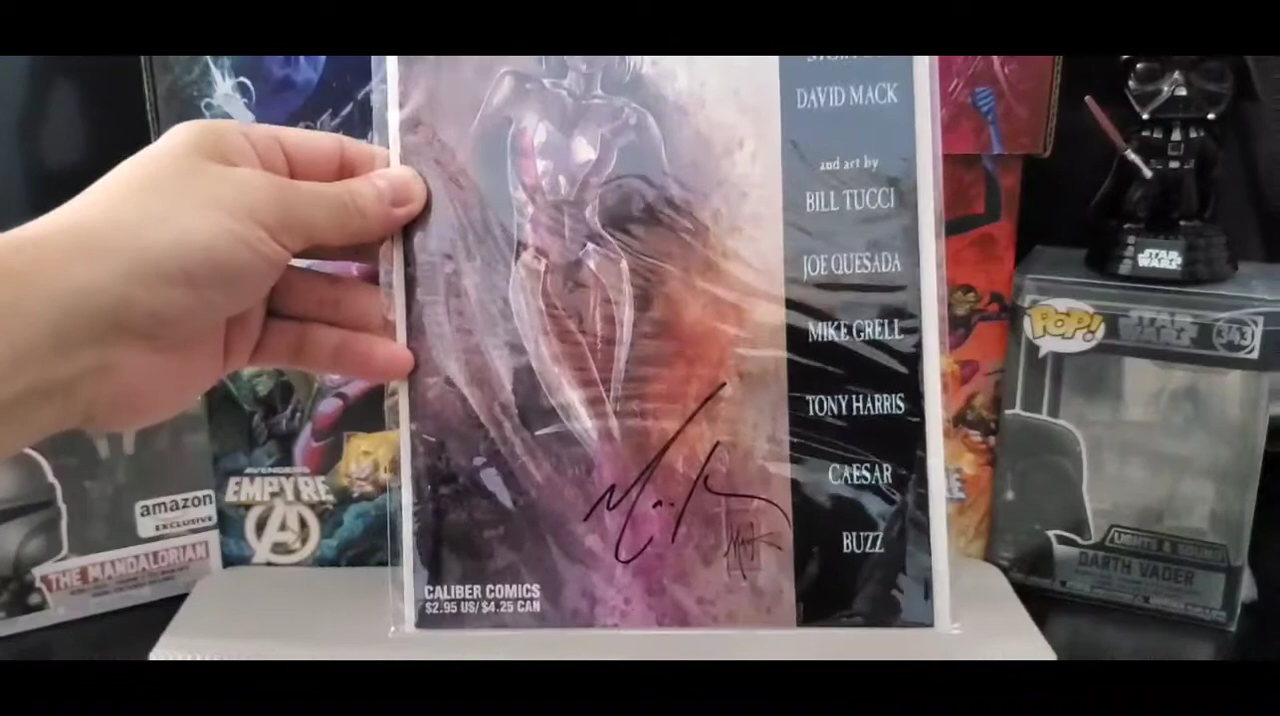 DAVID MACK
and art by
BILL TUCCI
JOE QUESADA
MIKE GRELL
TONY HARRIS
CAESAR
BUZZ
Mack
CALIBER COMICS
$2.95 US/$4.25 CAN
AVENGERS
EMPYRE
amazon
EXCLUSIVE
THE MANDALORIAN
STAR
WARS
POP!
STAR
WARS
343
LIGHTS & SOUND
DARTH VADER